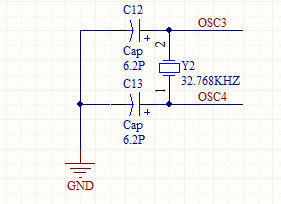 C12
OSC3
+
Cap
6.2P
2
Y2
32.768KHZ
C13
1
OSC4
+
Cap
6.2P
GND